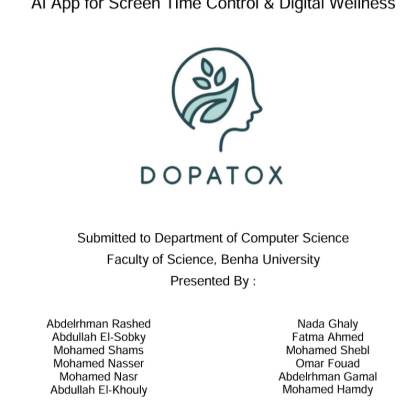 AI App for Screen Time Control & Digital Wellness
DOPATOX
Submitted to Department of Computer Science
Faculty of Science, Benha University
Presented By :
Abdelrhman Rashed
Abdullah El-Sobky
Mohamed Shams
Mohamed Nasser
Mohamed Nasr
Abdullah El-Khouly
Nada Ghaly
Fatma Ahmed
Mohamed Shebl
Omar Fouad
Abdelrhman Gamal
Mohamed Hamdy